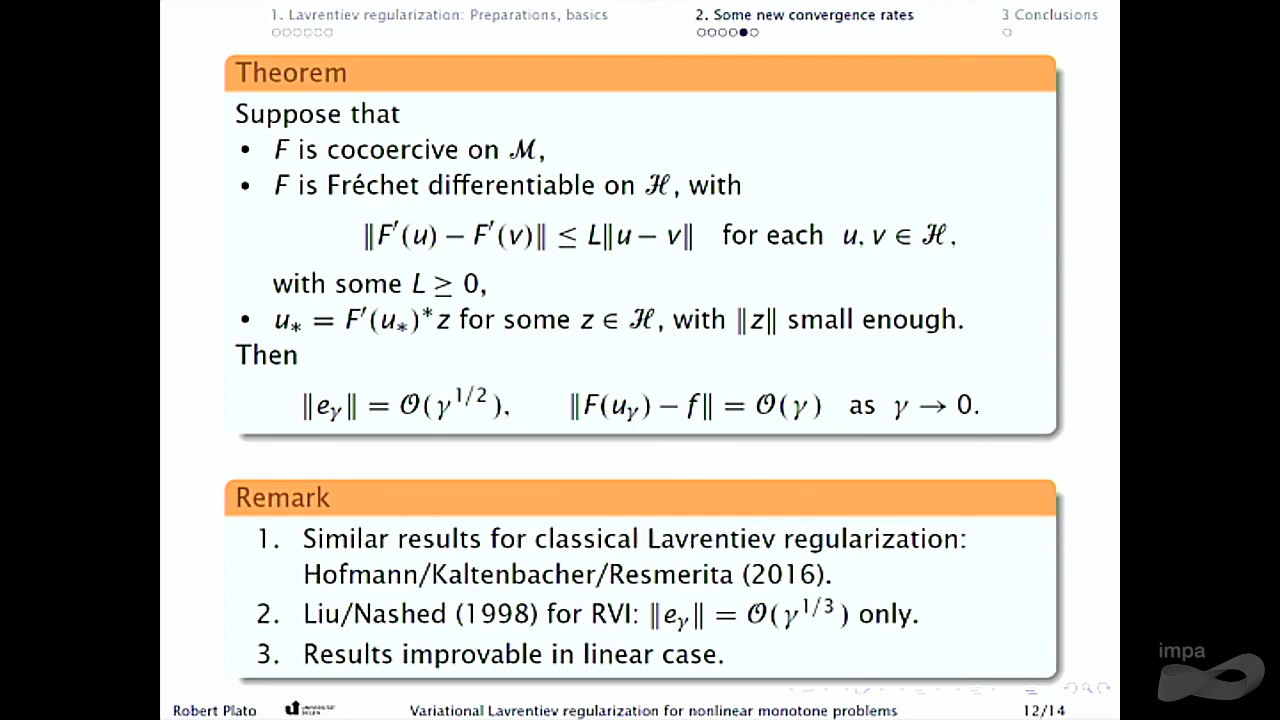 1. Lavrentiev regularization: Preparations, basics 2. Some new convergence rates 3 Conclusions
Theorem
Suppose that
• F is cocoercive on ℳ,
• F is Fréchet differentiable on ℋ, with
‖F′(u) − F′(v)‖ ≤ L‖u − v‖ for each u, v ∈ ℋ,
with some L ≥ 0,
• u∗ = F′(u∗)*z for some z ∈ ℋ, with ‖z‖ small enough.
Then
‖eγ‖ = 𝒪(γ^1/2), ‖F(uγ) − f‖ = 𝒪(γ) as γ → 0.
Remark
1. Similar results for classical Lavrentiev regularization:
Hofmann/Kaltenbacher/Resmerita (2016).
2. Liu/Nashed (1998) for RVI: ‖eγ‖ = 𝒪(γ^1/3) only.
3. Results improvable in linear case.
impa
Robert Plato Variational Lavrentiev regularization for nonlinear monotone problems 12/14